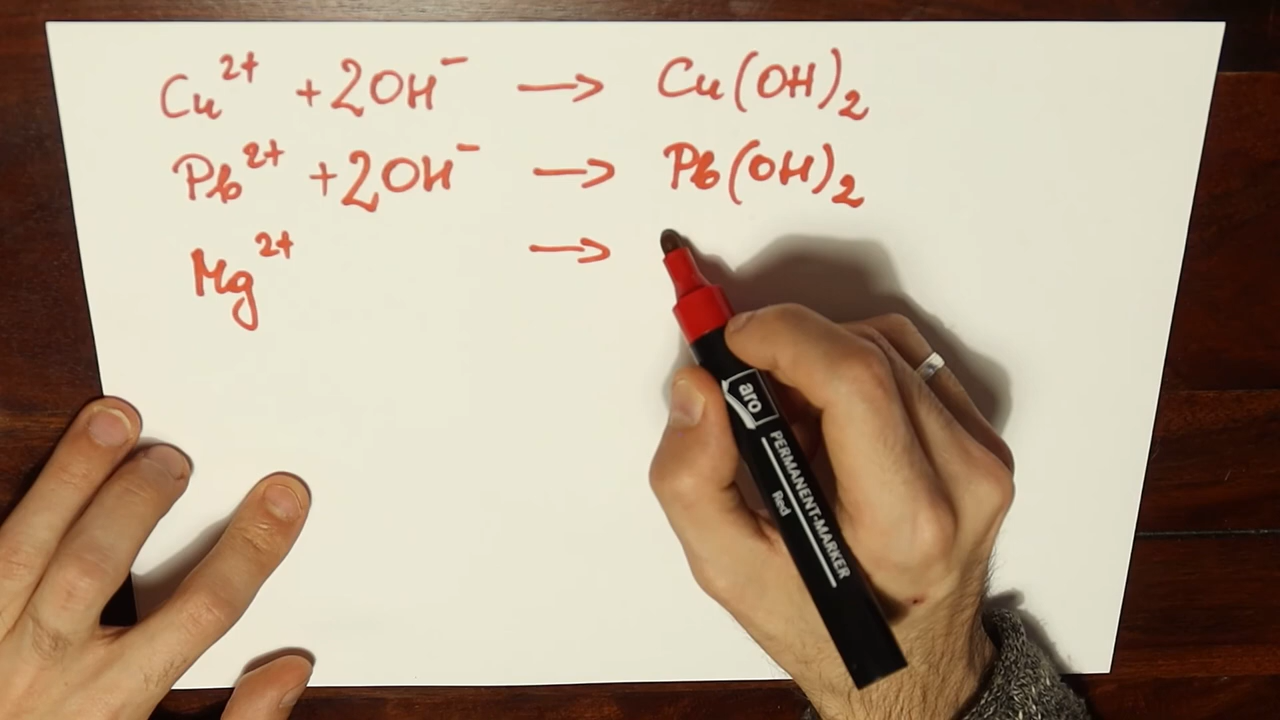 Cu²⁺ + 2OH⁻ → Cu(OH)₂
Pb²⁺ + 2OH⁻ → Pb(OH)₂
Mg²⁺ →
aro
PERMANENT-MARKER
Red